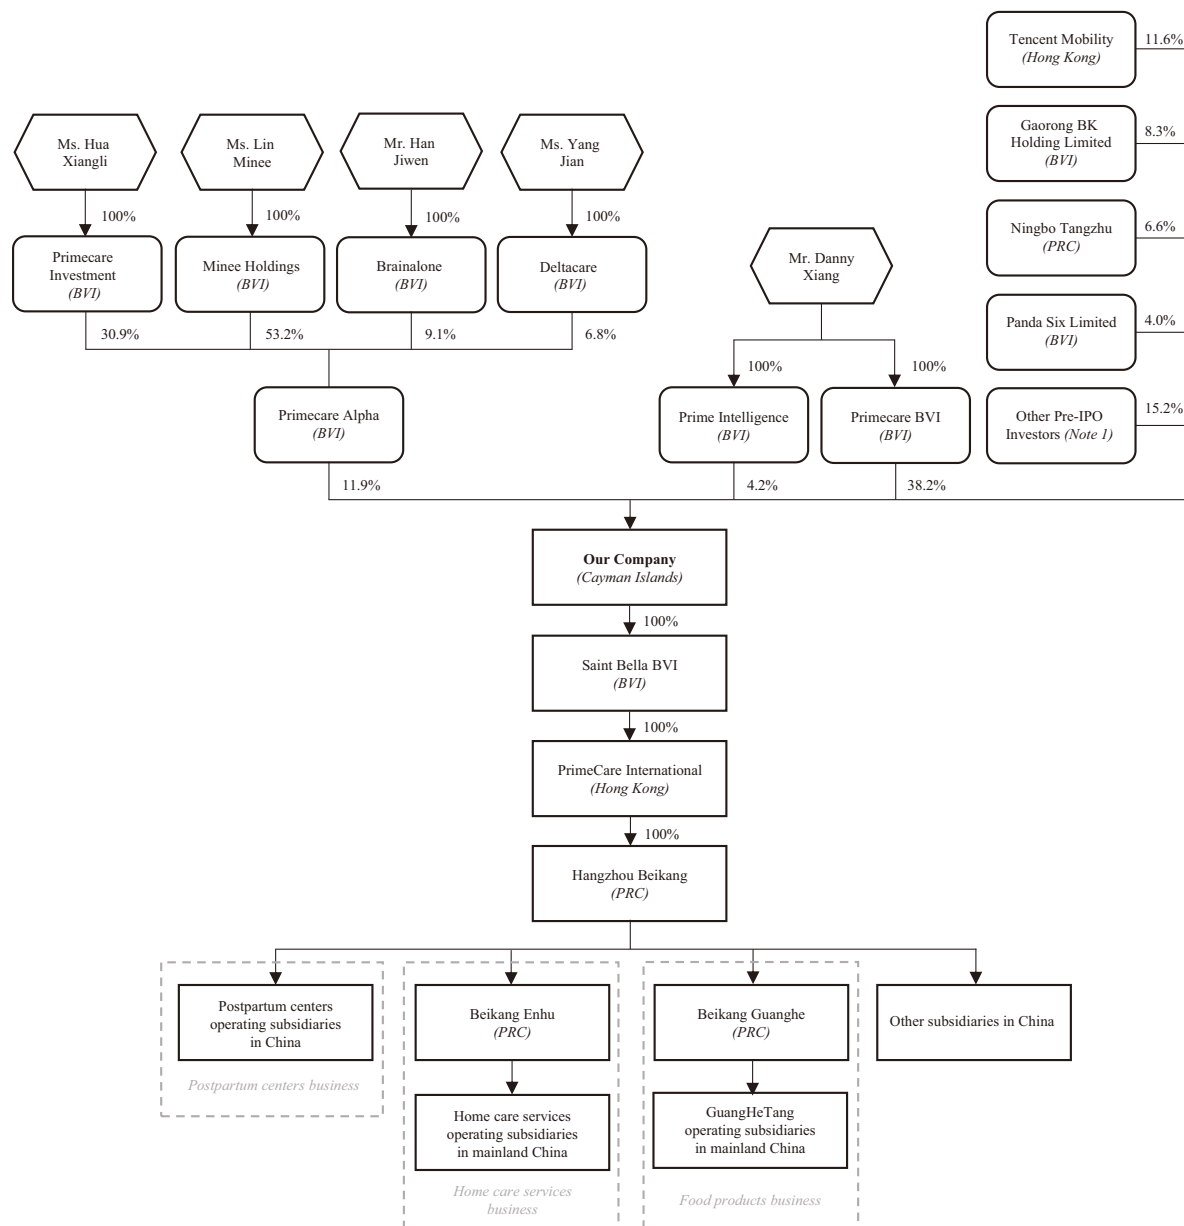 Tencent Mobility
(Hong Kong)
11.6%
Gaorong BK
Holding Limited
(BVI)
8.3%
Ningbo Tangzhu
(PRC)
6.6%
Panda Six Limited
(BVI)
4.0%
Other Pre-IPO
Investors (Note 1)
15.2%
Ms. Hua
Xiangli
Ms. Lin
Minee
Mr. Han
Jiwen
Ms. Yang
Jian
100%
100%
100%
100%
Primecare
Investment
(BVI)
Minee Holdings
(BVI)
Brainalone
(BVI)
Deltacare
(BVI)
Mr. Danny
Xiang
30.9%
53.2%
9.1%
6.8%
100%
100%
Primecare Alpha
(BVI)
Prime Intelligence
(BVI)
Primecare BVI
(BVI)
11.9%
4.2%
38.2%
Our Company
(Cayman Islands)
100%
Saint Bella BVI
(BVI)
100%
PrimeCare International
(Hong Kong)
100%
Hangzhou Beikang
(PRC)
Postpartum centers
operating subsidiaries
in China
Postpartum centers business
Beikang Enhu
(PRC)
Home care services
operating subsidiaries
in mainland China
Home care services
business
Beikang Guanghe
(PRC)
GuangHeTang
operating subsidiaries
in mainland China
Food products business
Other subsidiaries in China